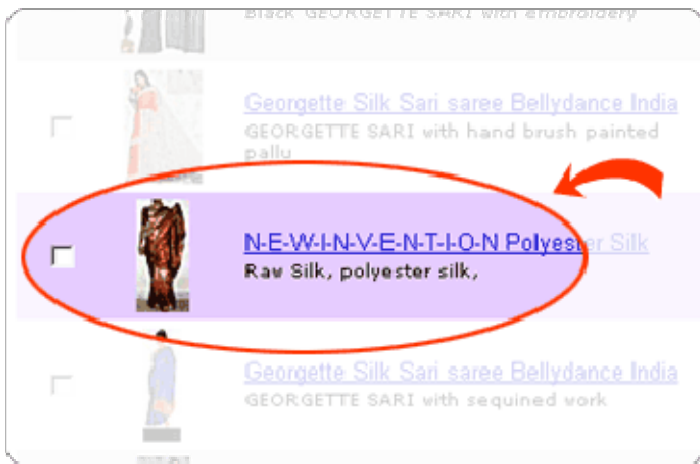 Black GEORGETTE SARI with embroidery
Georgette Silk Sari saree Bellydance India
GEORGETTE SARI with hand brush painted
pallu
N-E-W-I-N-V-E-N-T-I-O-N Polyester Silk
Raw Silk, polyester silk,
Georgette Silk Sari saree Bellydance India
GEORGETTE SARI with sequined work